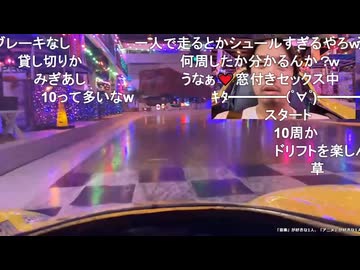 ブレーキなし
一人で走るとかシュールすぎるやろw
貸し切りか
何周したか分かるんか?w
みぎあし
うなぁ❤窓付きセックス中
10って多いなw
ｷﾀ━━━━(ﾟ∀ﾟ)━━━━
スタート
10周か
ドリフトを楽しん
草